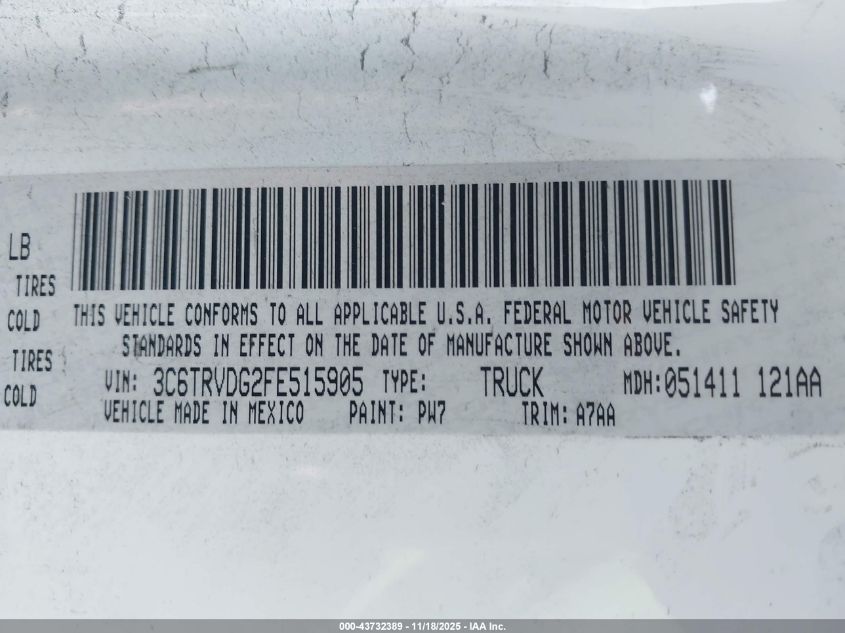 LB
TIRES
COLD
TIRES
COLD
THIS VEHICLE CONFORMS TO ALL APPLICABLE U.S.A. FEDERAL MOTOR VEHICLE SAFETY
STANDARDS IN EFFECT ON THE DATE OF MANUFACTURE SHOWN ABOVE.
VIN: 3C6TRVDG2FE515905 TYPE: TRUCK MDH:051411 121AA
VEHICLE MADE IN MEXICO PAINT: PW7 TRIM: A7AA
000-43732389 - 11/18/2025 - IAA Inc.